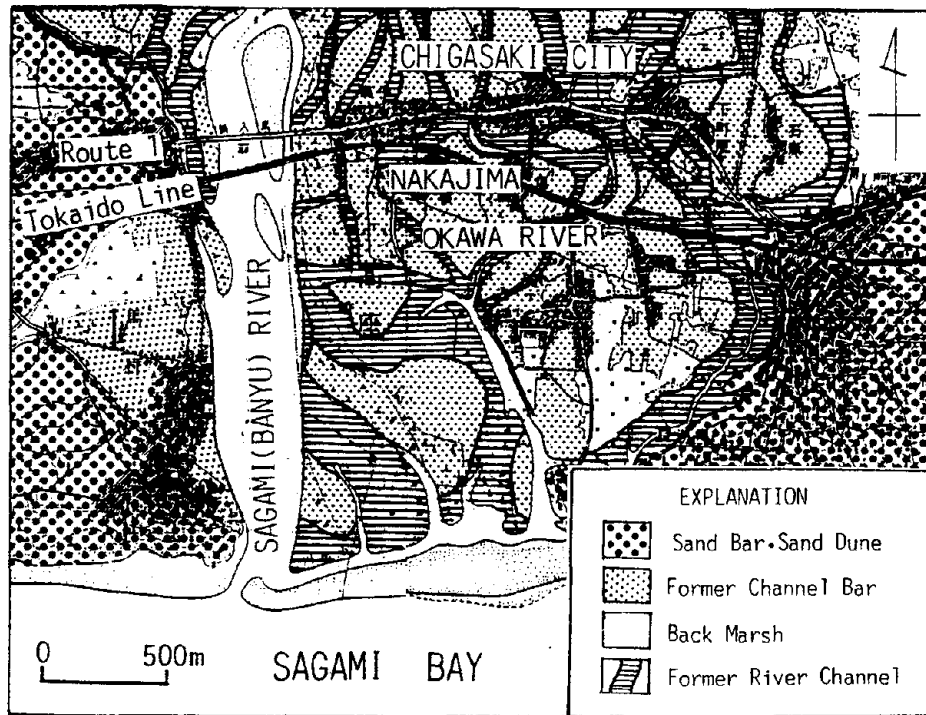 CHIGASAKI CITY
Route 1
Tokaido Line
NAKAJIMA
OKAWA RIVER
SAGAMI(BANYU) RIVER
EXPLANATION
Sand Bar・Sand Dune
Former Channel Bar
Back Marsh
Former River Channel
0 500m
SAGAMI BAY